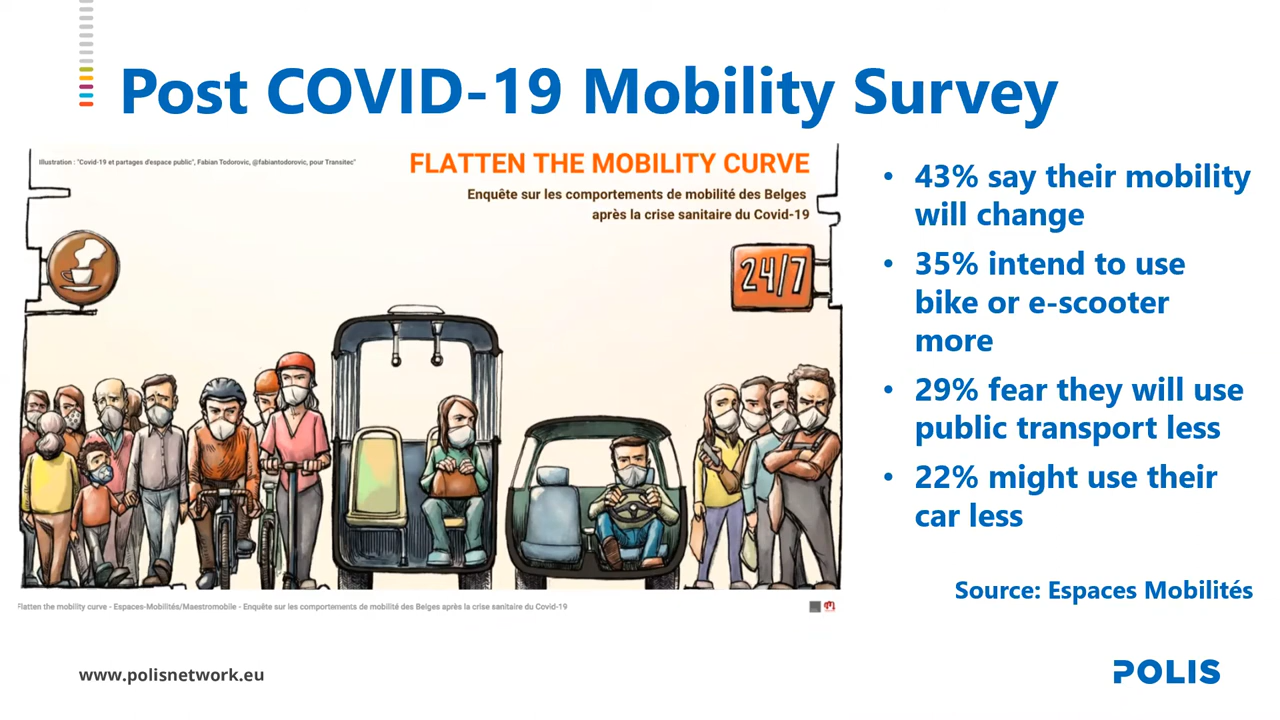 Post COVID-19 Mobility Survey
Illustration : "Covid-19 et partages d'espace public", Fabian Todorovic, @fabiantodorovic, pour Transitec"
FLATTEN THE MOBILITY CURVE
Enquête sur les comportements de mobilité des Belges
après la crise sanitaire du Covid-19
24/7
• 43% say their mobility
will change
• 35% intend to use
bike or e-scooter
more
• 29% fear they will use
public transport less
• 22% might use their
car less
Source: Espaces Mobilités
Flatten the mobility curve - Espaces-Mobilités/Maestromobile - Enquête sur les comportements de mobilité des Belges après la crise sanitaire du Covid-19
www.polisnetwork.eu
POLIS